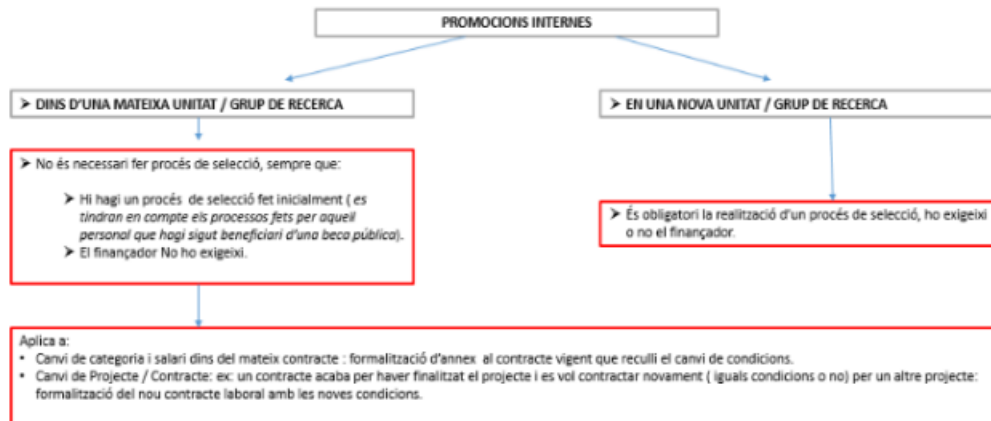 PROMOCIONS INTERNES
➤ DINS D'UNA MATEIXA UNITAT / GRUP DE RECERCA
➤ EN UNA NOVA UNITAT / GRUP DE RECERCA
➤ No és necessari fer procés de selecció, sempre que:
➤ Hi hagi un procés de selecció fet inicialment ( es
tindran en compte els processos fets per aquell
personal que hagi sigut beneficiari d'una beca pública).
➤ El finançador No ho exigeixi.
➤ És obligatori la realització d'un procés de selecció, ho exigeixi
o no el finançador.
Aplica a:
• Canvi de categoria i salari dins del mateix contracte : formalització d'annex al contracte vigent que reculli el canvi de condicions.
• Canvi de Projecte / Contracte: ex: un contracte acaba per haver finalitzat el projecte i es vol contractar novament ( iguals condicions o no) per un altre projecte:
formalització del nou contracte laboral amb les noves condicions.